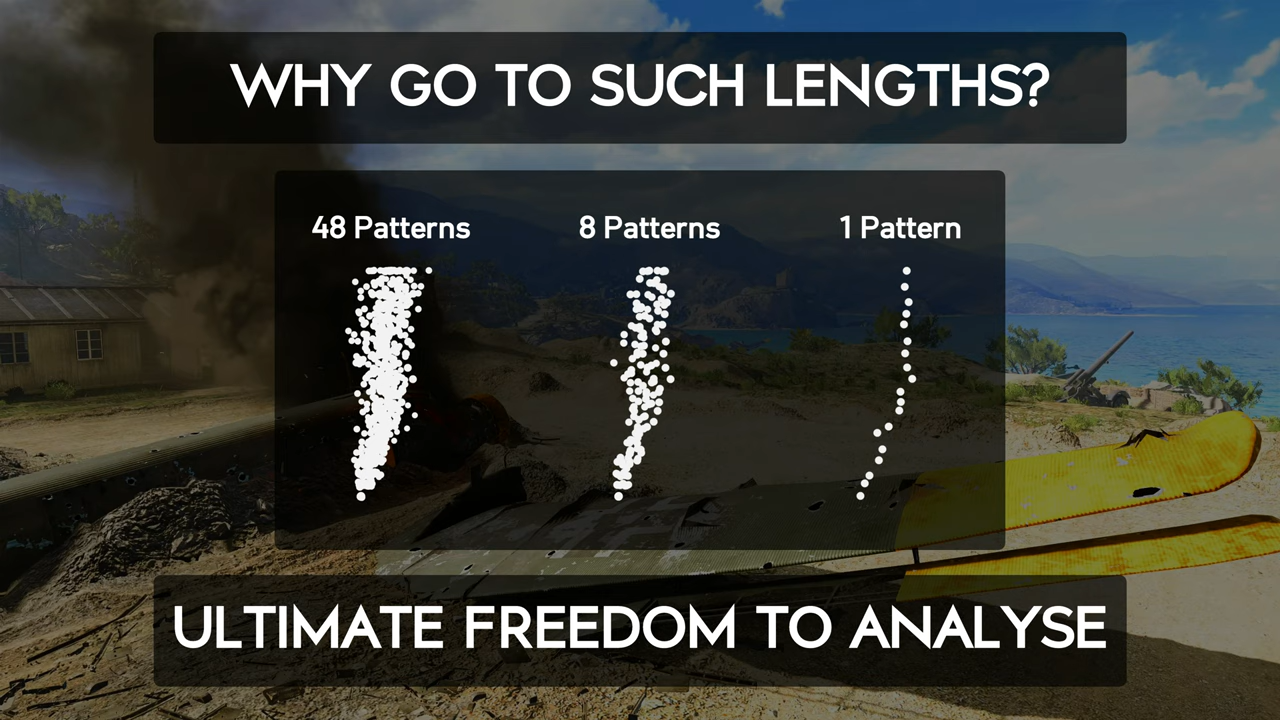 WHY GO TO SUCH LENGTHS?
48 Patterns 8 Patterns 1 Pattern
ULTIMATE FREEDOM TO ANALYSE